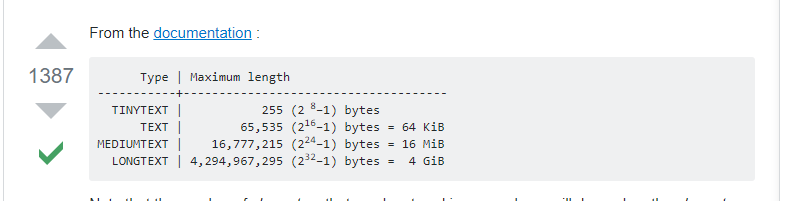 From the documentation :
1387
Type | Maximum length
-----------+-------------------------------------
TINYTEXT | 255 (2 ⁸–1) bytes
TEXT | 65,535 (2¹⁶–1) bytes = 64 KiB
MEDIUMTEXT | 16,777,215 (2²⁴–1) bytes = 16 MiB
LONGTEXT | 4,294,967,295 (2³²–1) bytes = 4 GiB